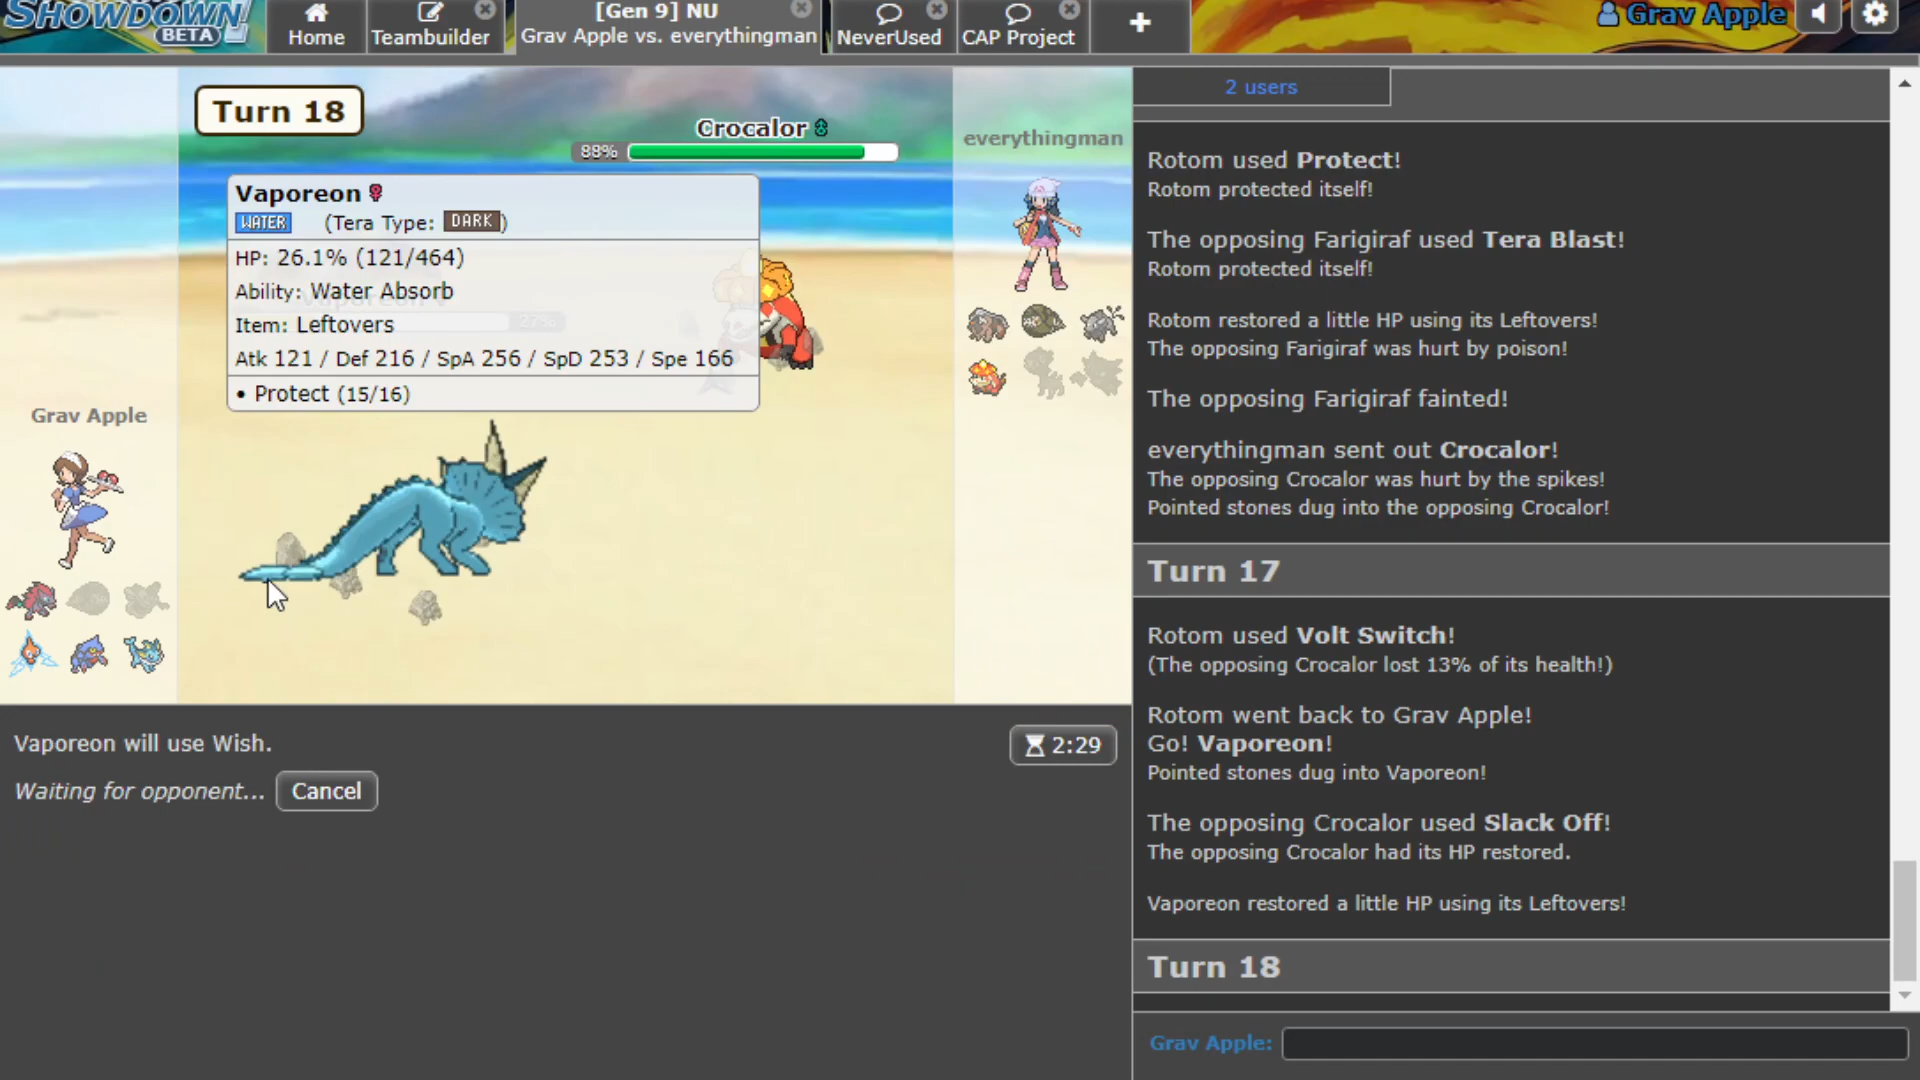 SHOWDOWN
BETA
Home
Teambuilder
[Gen 9] NU
Grav Apple vs. everythingman
NeverUsed
CAP Project
+
Grav Apple
Turn 18
Crocalor
88%
everythingman
Vaporeon
WATER (Tera Type: DARK)
HP: 26.1% (121/464)
Ability: Water Absorb
Item: Leftovers
Atk 121 / Def 216 / SpA 256 / SpD 253 / Spe 166
• Protect (15/16)
Grav Apple
Vaporeon will use Wish.
Waiting for opponent... Cancel
2:29
2 users
Rotom used Protect!
Rotom protected itself!
The opposing Farigiraf used Tera Blast!
Rotom protected itself!
Rotom restored a little HP using its Leftovers!
The opposing Farigiraf was hurt by poison!
The opposing Farigiraf fainted!
everythingman sent out Crocalor!
The opposing Crocalor was hurt by the spikes!
Pointed stones dug into the opposing Crocalor!
Turn 17
Rotom used Volt Switch!
(The opposing Crocalor lost 13% of its health!)
Rotom went back to Grav Apple!
Go! Vaporeon!
Pointed stones dug into Vaporeon!
The opposing Crocalor used Slack Off!
The opposing Crocalor had its HP restored.
Vaporeon restored a little HP using its Leftovers!
Turn 18
Grav Apple: